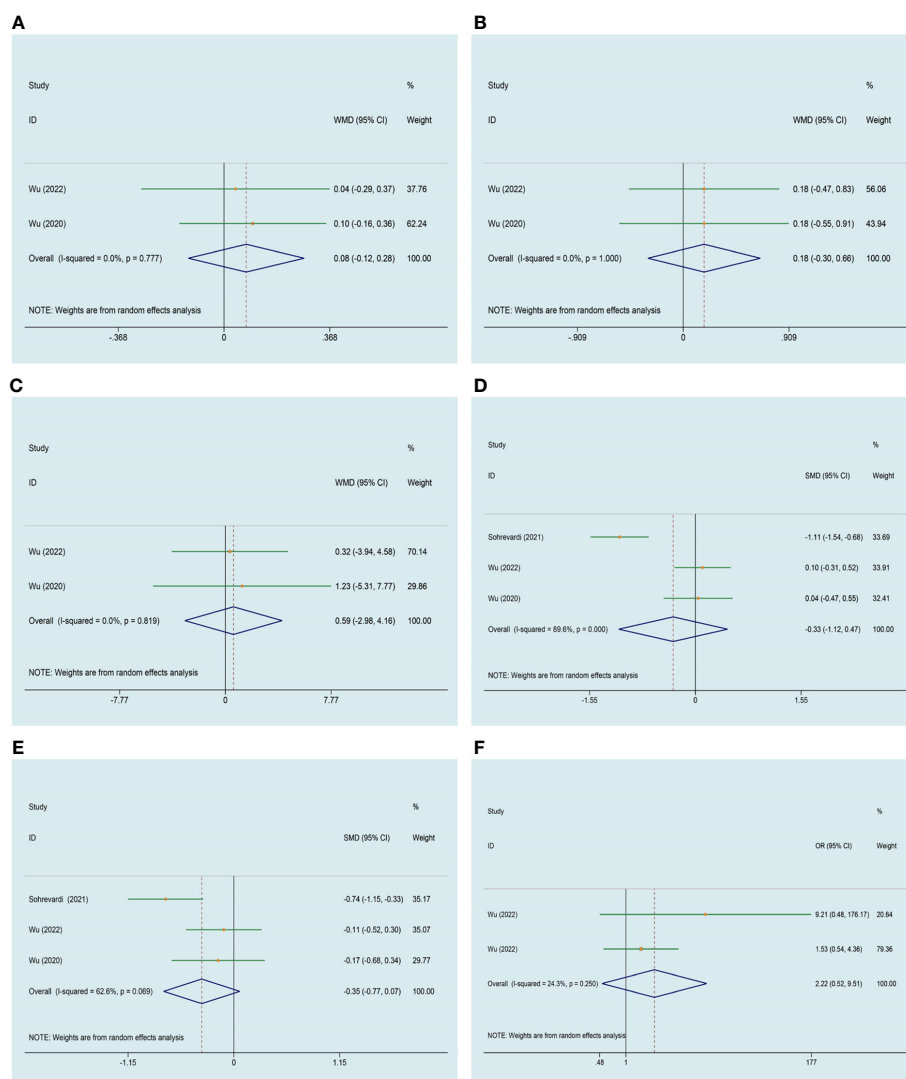 A
Study %
ID WMD (95% CI) Weight
Wu (2022) 0.04 (-0.29, 0.37) 37.76
Wu (2020) 0.10 (-0.16, 0.36) 62.24
Overall (I-squared = 0.0%, p = 0.777) 0.08 (-0.12, 0.28) 100.00
NOTE: Weights are from random effects analysis
-.368 0 .368
B
Study %
ID WMD (95% CI) Weight
Wu (2022) 0.18 (-0.47, 0.83) 56.06
Wu (2020) 0.18 (-0.55, 0.91) 43.94
Overall (I-squared = 0.0%, p = 1.000) 0.18 (-0.30, 0.66) 100.00
NOTE: Weights are from random effects analysis
-.909 0 .909
C
Study %
ID WMD (95% CI) Weight
Wu (2022) 0.32 (-3.94, 4.58) 70.14
Wu (2020) 1.23 (-5.31, 7.77) 29.86
Overall (I-squared = 0.0%, p = 0.819) 0.59 (-2.98, 4.16) 100.00
NOTE: Weights are from random effects analysis
-7.77 0 7.77
D
Study %
ID SMD (95% CI) Weight
Sohrevardi (2021) -1.11 (-1.54, -0.68) 33.69
Wu (2022) 0.10 (-0.31, 0.52) 33.91
Wu (2020) 0.04 (-0.47, 0.55) 32.41
Overall (I-squared = 89.6%, p = 0.000) -0.33 (-1.12, 0.47) 100.00
NOTE: Weights are from random effects analysis
-1.55 0 1.55
E
Study %
ID SMD (95% CI) Weight
Sohrevardi (2021) -0.74 (-1.15, -0.33) 35.17
Wu (2022) -0.11 (-0.52, 0.30) 35.07
Wu (2020) -0.17 (-0.68, 0.34) 29.77
Overall (I-squared = 62.6%, p = 0.069) -0.35 (-0.77, 0.07) 100.00
NOTE: Weights are from random effects analysis
-1.15 0 1.15
F
Study %
ID OR (95% CI) Weight
Wu (2022) 9.21 (0.48, 176.17) 20.64
Wu (2022) 1.53 (0.54, 4.36) 79.36
Overall (I-squared = 24.3%, p = 0.250) 2.22 (0.52, 9.51) 100.00
NOTE: Weights are from random effects analysis
.48 1 177